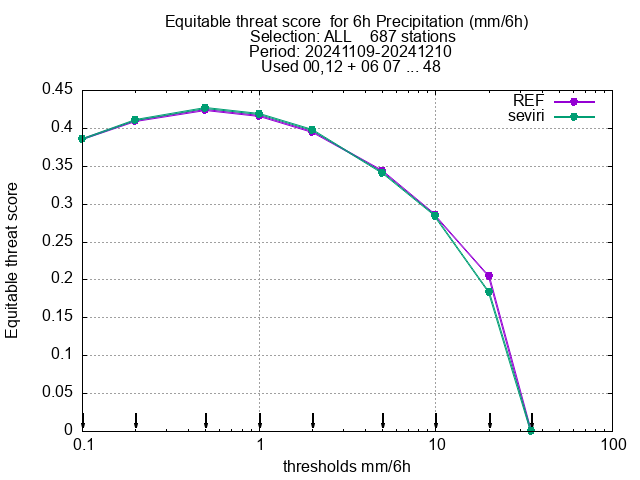 Equitable threat score  for 6h Precipitation (mm/6h)
Selection: ALL    687 stations
Period: 20241109-20241210
Used 00,12 + 06 07 ... 48
REF
seviri
0.45
0.4
0.35
0.3
0.25
0.2
0.15
0.1
0.05
0
Equitable threat score
0.1 1 10 100
thresholds mm/6h